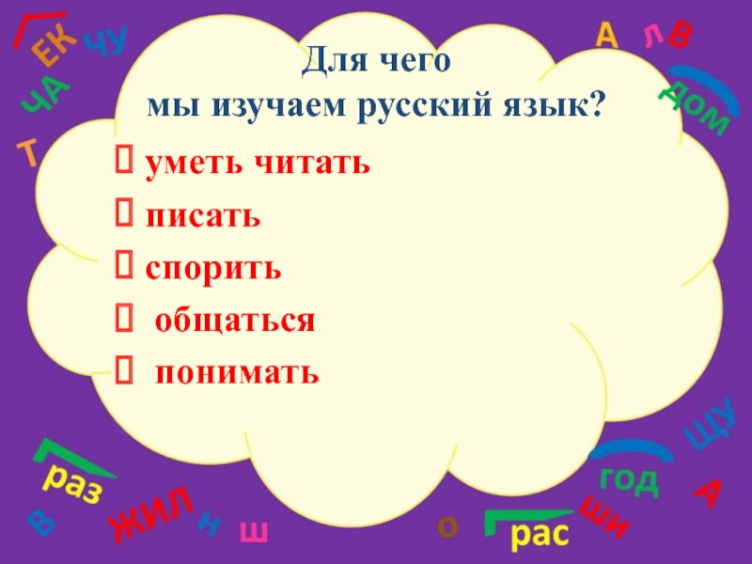 ЕК
ЧУ
ЧА
Т
А
л
В
дом
Для чего
мы изучаем русский язык?
уметь читать
писать
спорить
общаться
понимать
раз
В
ЖИЛ
н
ш
о
рас
год
ши
А
ЩУ